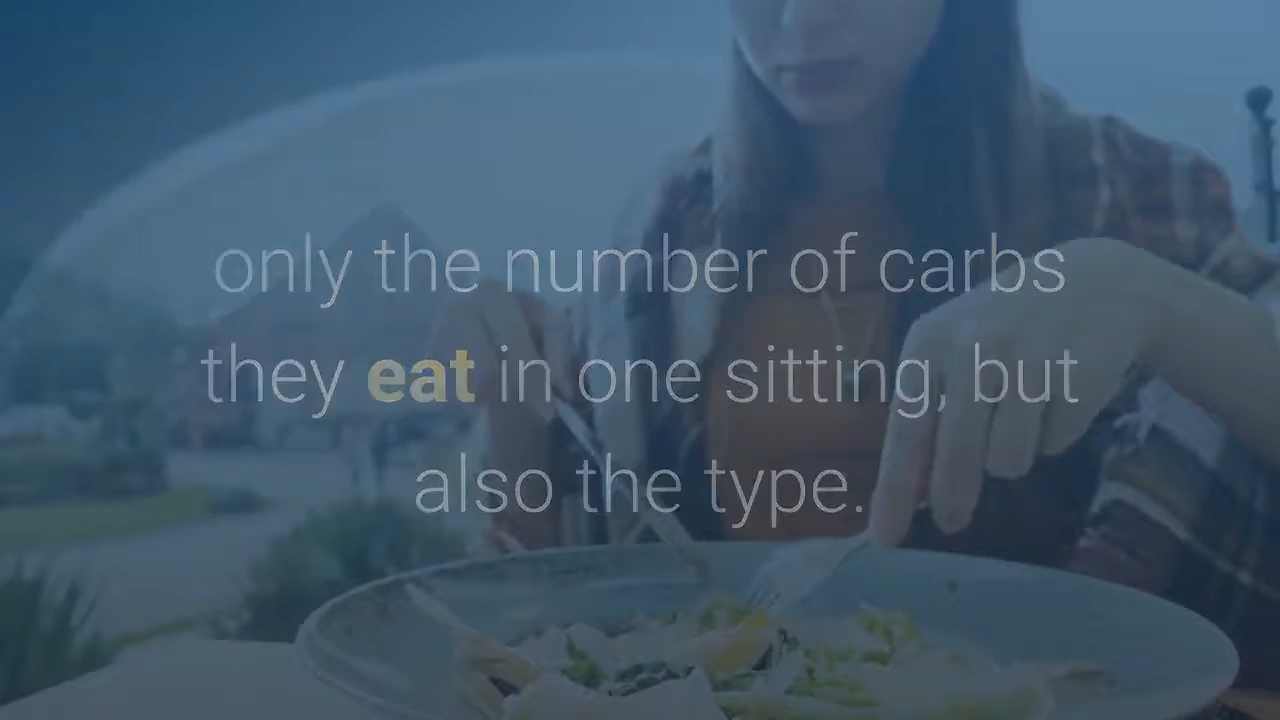 only the number of carbs
they eat in one sitting, but
also the type.